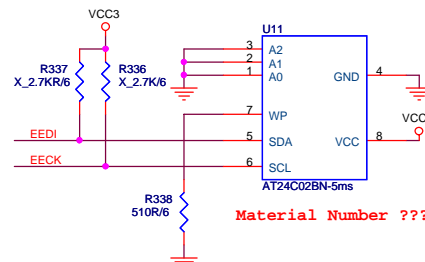 VCC3
U11
R337
X_2.7KR/6
R336
X_2.7K/6
3 A2
2 A1
1 A0
GND 4
7 WP
VCC
EEDI
5 SDA
VCC 8
EECK
6 SCL
AT24C02BN-5ms
R338
510R/6
Material Number ???